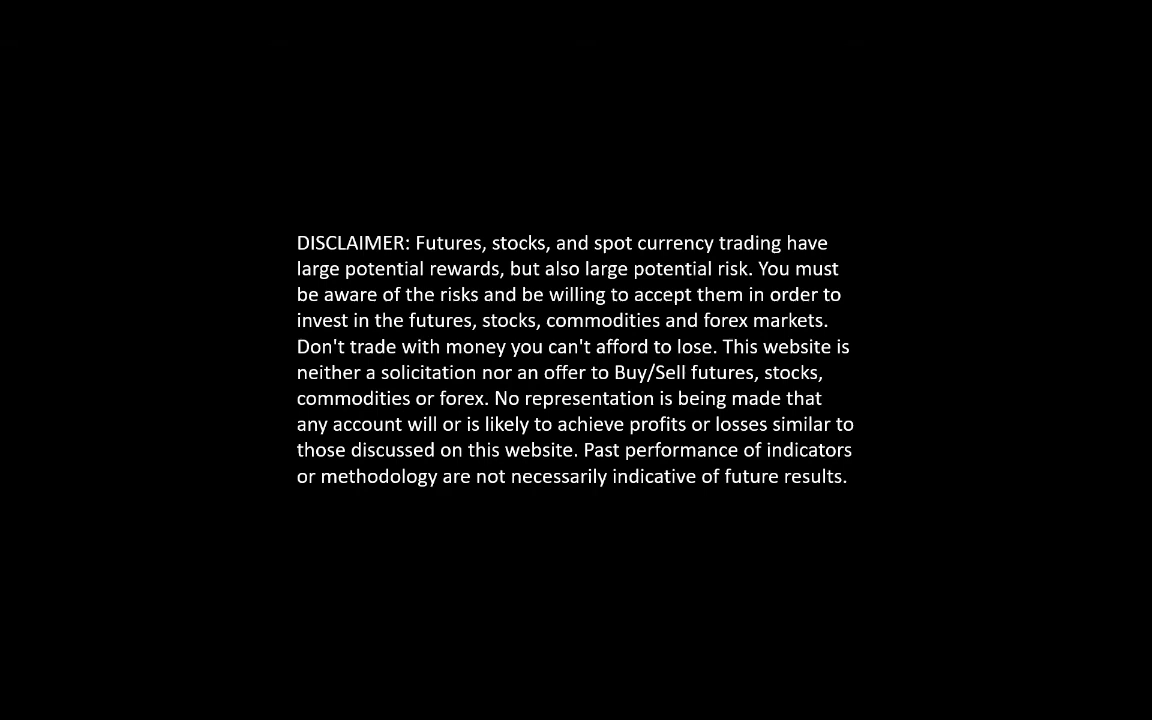 DISCLAIMER: Futures, stocks, and spot currency trading have
large potential rewards, but also large potential risk. You must
be aware of the risks and be willing to accept them in order to
invest in the futures, stocks, commodities and forex markets.
Don't trade with money you can't afford to lose. This website is
neither a solicitation nor an offer to Buy/Sell futures, stocks,
commodities or forex. No representation is being made that
any account will or is likely to achieve profits or losses similar to
those discussed on this website. Past performance of indicators
or methodology are not necessarily indicative of future results.